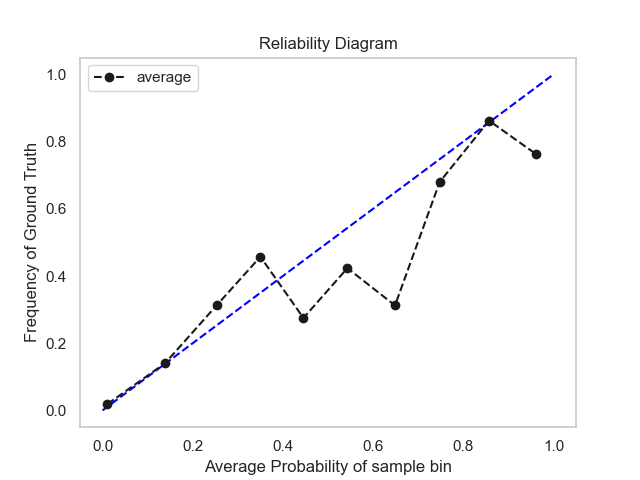 Reliability Diagram
average
Frequency of Ground Truth
1.0
0.8
0.6
0.4
0.2
0.0
0.0 0.2 0.4 0.6 0.8 1.0
Average Probability of sample bin